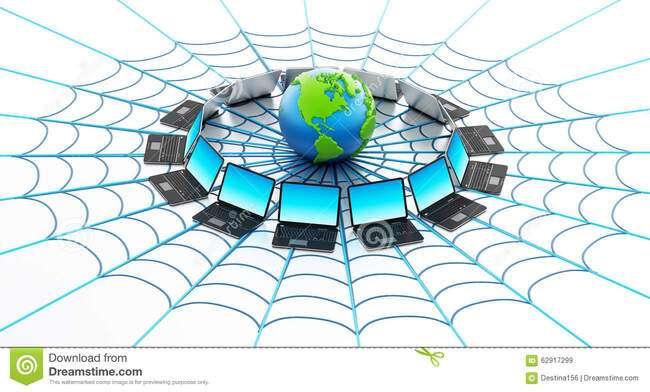 Download from
Dreamstime.com
This watermarked comp image is for previewing purposes only.
62917299
Destina156 | Dreamstime.com